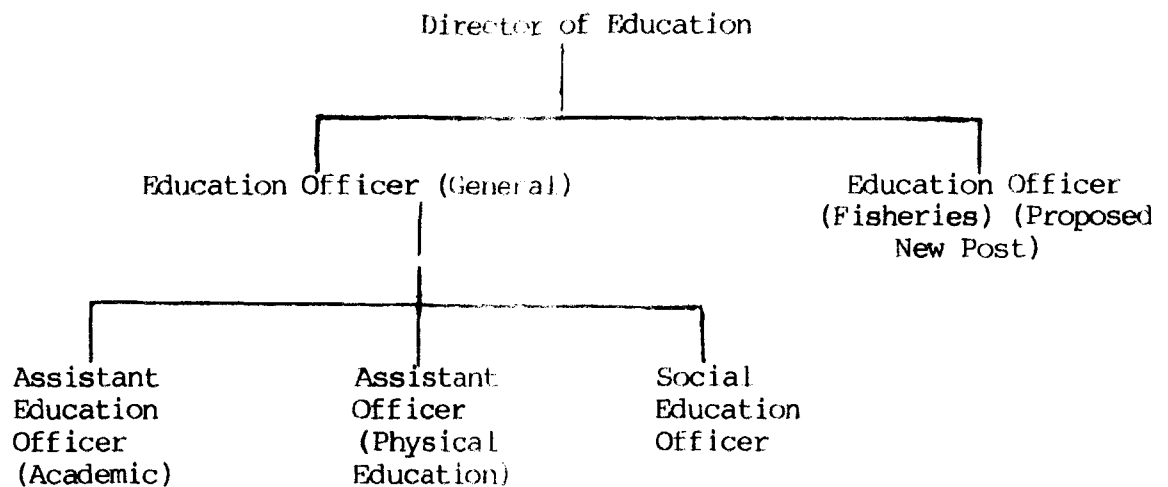 Director of Education
Education Officer (General)
Education Officer
(Fisheries) (Proposed
New Post)
Assistant
Education
Officer
(Academic)
Assistant
Officer
(Physical
Education)
Social
Education
Officer